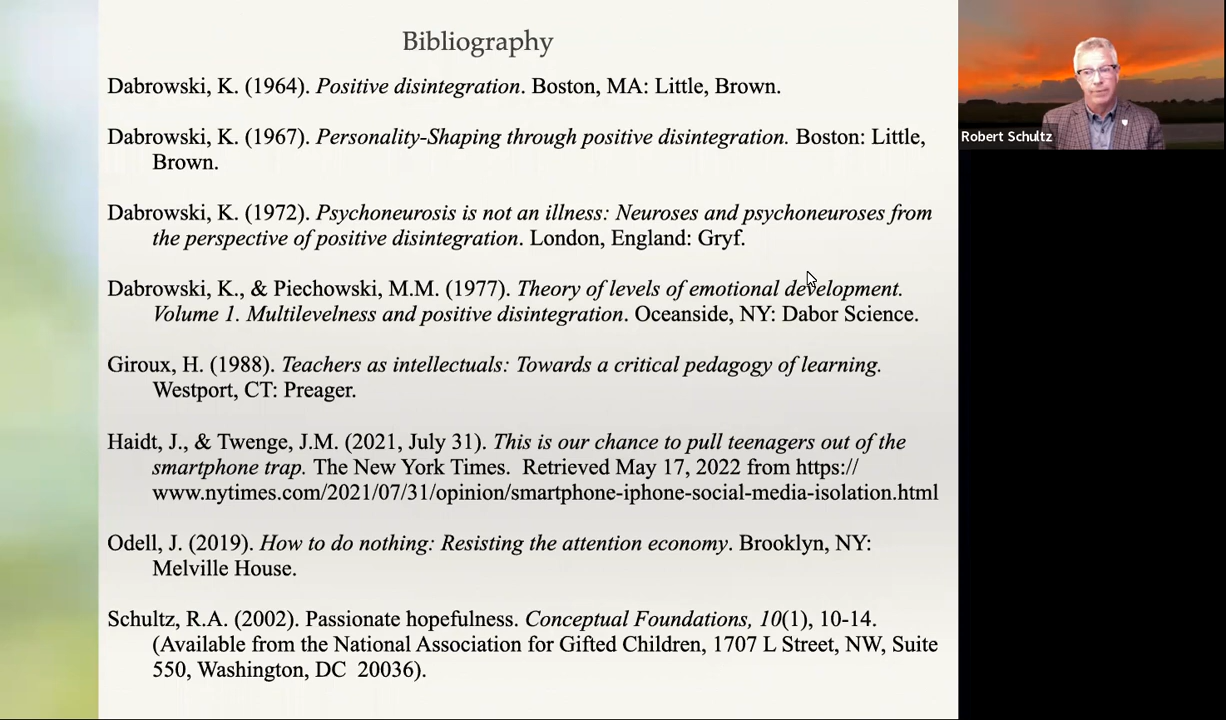 Bibliography
Dabrowski, K. (1964). Positive disintegration. Boston, MA: Little, Brown.
Dabrowski, K. (1967). Personality-Shaping through positive disintegration. Boston: Little,
Brown.
Dabrowski, K. (1972). Psychoneurosis is not an illness: Neuroses and psychoneuroses from
the perspective of positive disintegration. London, England: Gryf.
Dabrowski, K., & Piechowski, M.M. (1977). Theory of levels of emotional development.
Volume 1. Multilevelness and positive disintegration. Oceanside, NY: Dabor Science.
Giroux, H. (1988). Teachers as intellectuals: Towards a critical pedagogy of learning.
Westport, CT: Preager.
Haidt, J., & Twenge, J.M. (2021, July 31). This is our chance to pull teenagers out of the
smartphone trap. The New York Times.  Retrieved May 17, 2022 from https://
www.nytimes.com/2021/07/31/opinion/smartphone-iphone-social-media-isolation.html
Odell, J. (2019). How to do nothing: Resisting the attention economy. Brooklyn, NY:
Melville House.
Schultz, R.A. (2002). Passionate hopefulness. Conceptual Foundations, 10(1), 10-14.
(Available from the National Association for Gifted Children, 1707 L Street, NW, Suite
550, Washington, DC  20036).
Robert Schultz